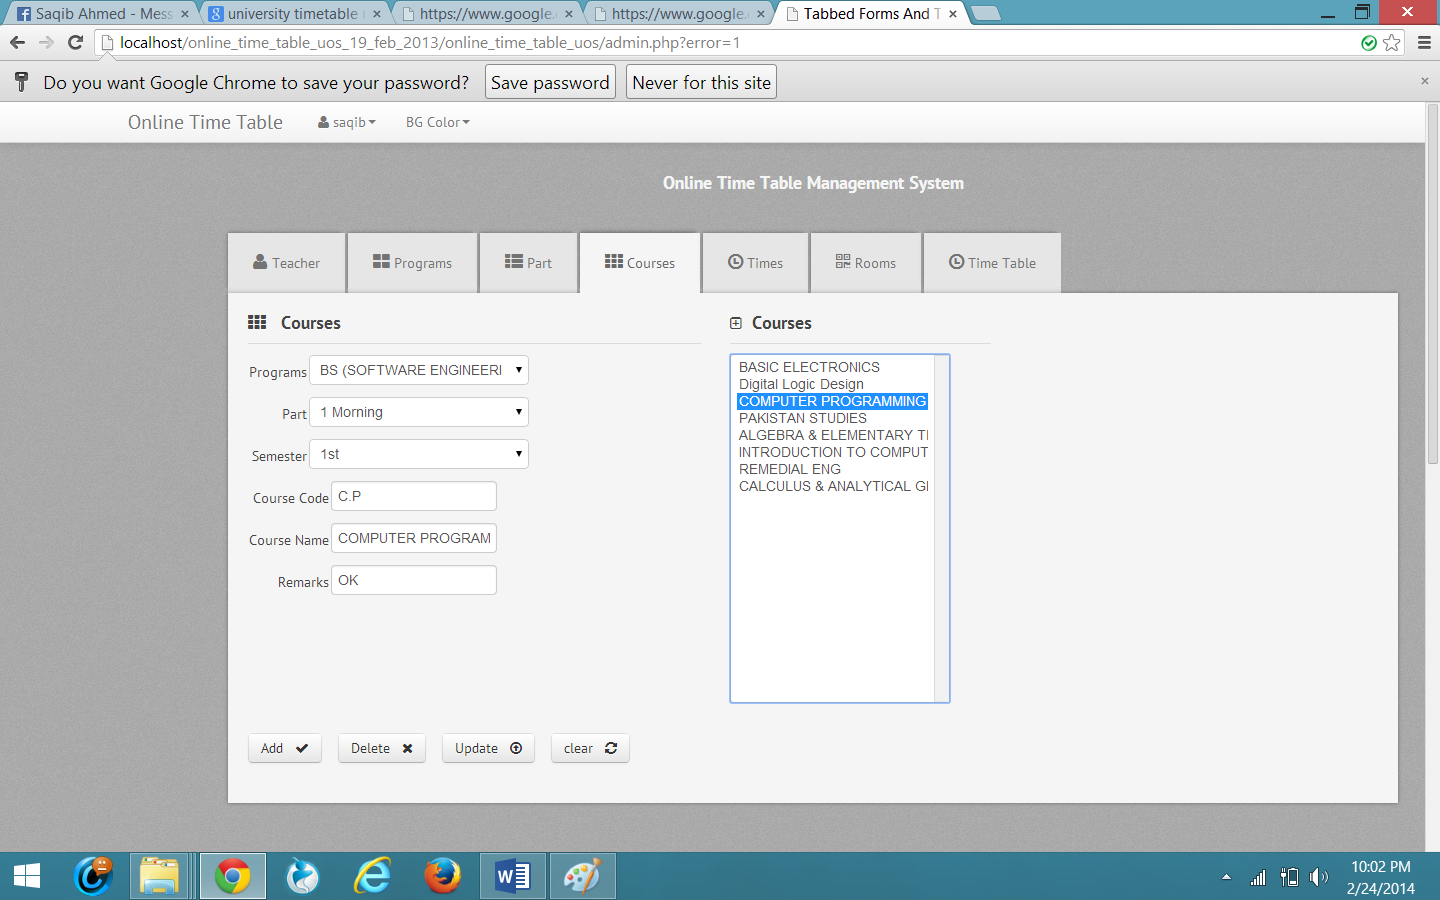 Saqib Ahmed - Mess
university timetable
https://www.google.
https://www.google.
Tabbed Forms And T
localhost/online_time_table_uos_19_feb_2013/online_time_table_uos/admin.php?error=1
Do you want Google Chrome to save your password?
Save password
Never for this site
Online Time Table
saqib
BG Color
Online Time Table Management System
Teacher
Programs
Part
Courses
Times
Rooms
Time Table
Courses
Programs BS (SOFTWARE ENGINEERI
Part 1 Morning
Semester 1st
Course Code C.P
Course Name COMPUTER PROGRAM
Remarks OK
Courses
BASIC ELECTRONICS
Digital Logic Design
COMPUTER PROGRAMMING
PAKISTAN STUDIES
ALGEBRA & ELEMENTARY
INTRODUCTION TO COMPUT
REMEDIAL ENG
CALCULUS & ANALYTICAL
Add
Delete
Update
clear
10:02 PM
2/24/2014